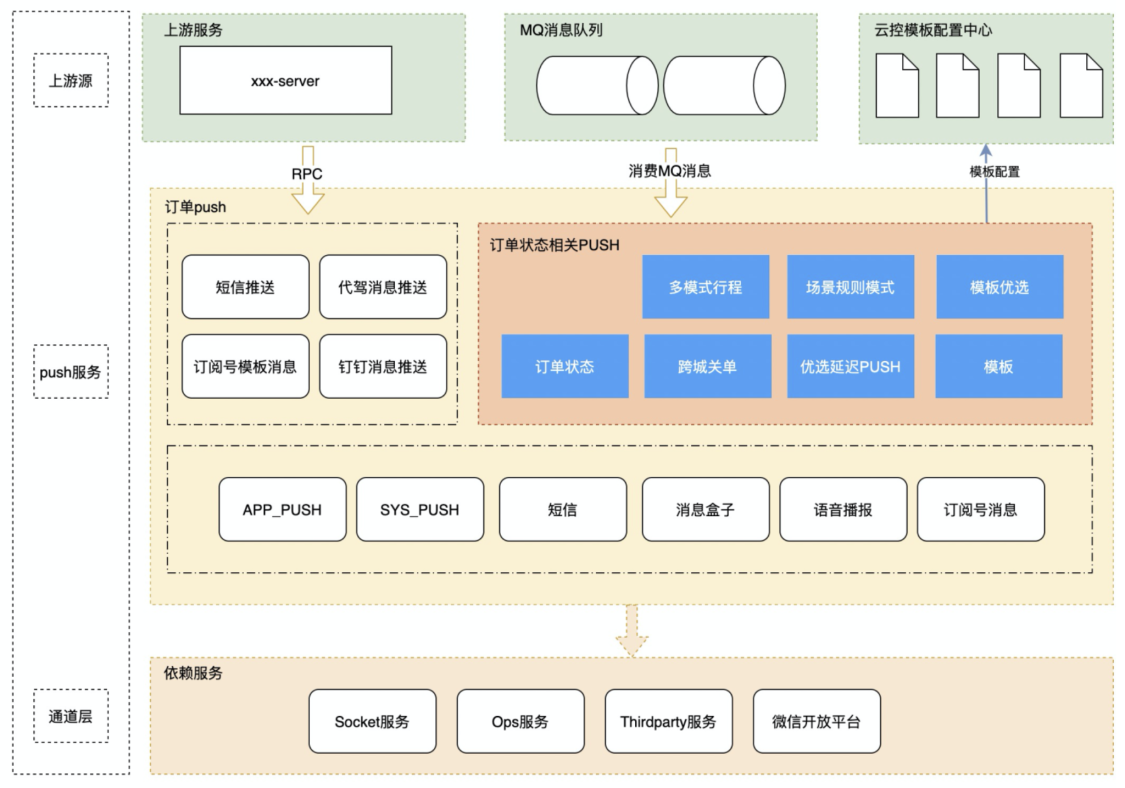 上游服务
MQ消息队列
云控模板配置中心
上游源
xxx-server
RPC
消费MQ消息
模板配置
订单push
订单状态相关PUSH
短信推送
代驾消息推送
多模式行程
场景规则模式
模板优选
push服务
订阅号模板消息
钉钉消息推送
订单状态
跨城关单
优选延迟PUSH
模板
APP_PUSH
SYS_PUSH
短信
消息盒子
语音播报
订阅号消息
依赖服务
通道层
Socket服务
Ops服务
Thirdparty服务
微信开放平台